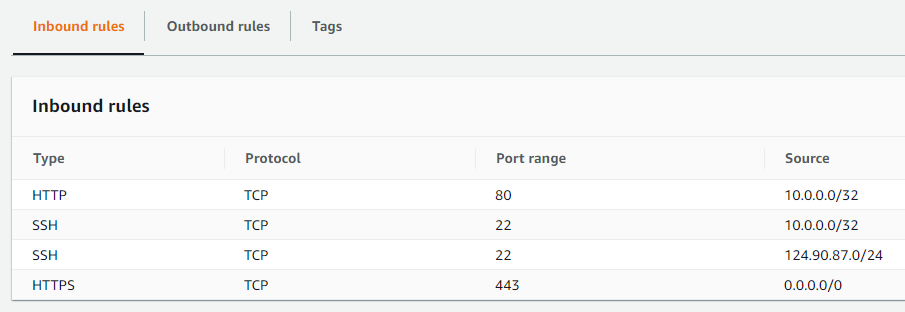 Inbound rules Outbound rules Tags
Inbound rules
Type Protocol Port range Source
HTTP TCP 80 10.0.0.0/32
SSH TCP 22 10.0.0.0/32
SSH TCP 22 124.90.87.0/24
HTTPS TCP 443 0.0.0.0/0